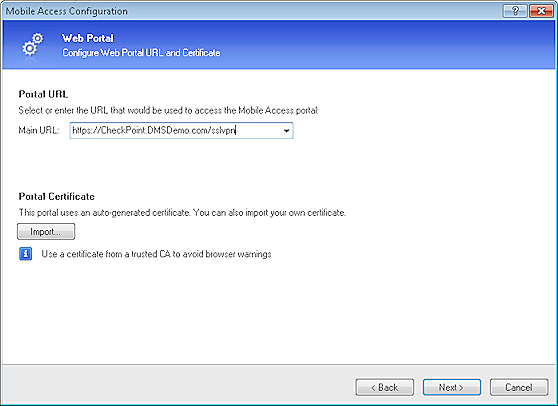 Mobile Access Configuration
Web Portal
Configure Web Portal URL and Certificate
Portal URL
Select or enter the URL that would be used to access the Mobile Access portal:
Main URL: https://CheckPoint.DMSDemo.com/sslvpn
Portal Certificate
This portal uses an auto-generated certificate. You can also import your own certificate.
Import...
Use a certificate from a trusted CA to avoid browser warnings
< Back Next > Cancel